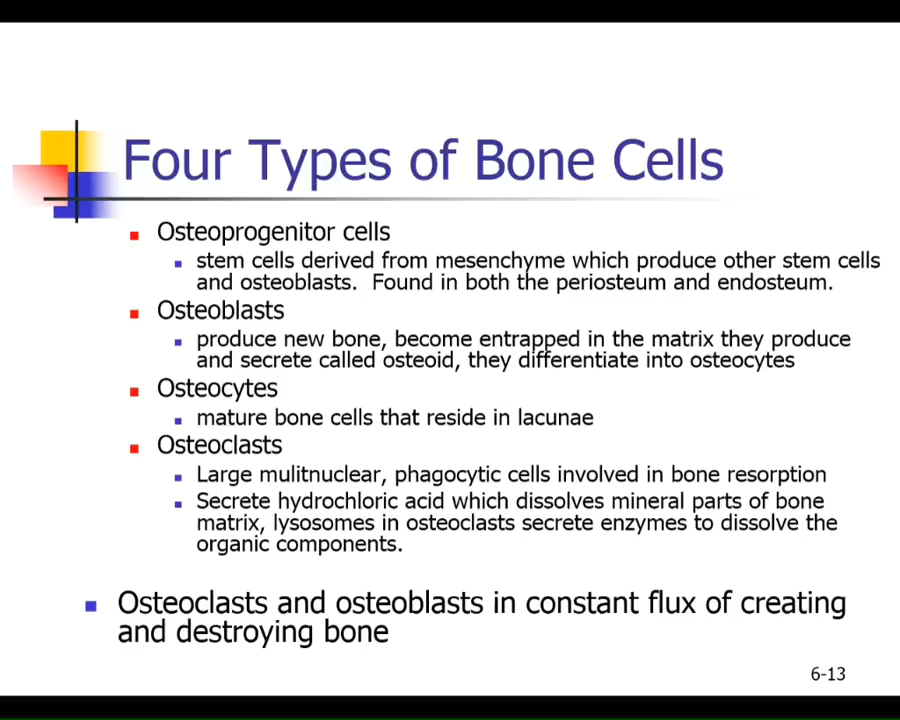 Four Types of Bone Cells
Osteoprogenitor cells
stem cells derived from mesenchyme which produce other stem cells
and osteoblasts. Found in both the periosteum and endosteum.
Osteoblasts
produce new bone, become entrapped in the matrix they produce
and secrete called osteoid, they differentiate into osteocytes
Osteocytes
mature bone cells that reside in lacunae
Osteoclasts
Large mulitnuclear, phagocytic cells involved in bone resorption
Secrete hydrochloric acid which dissolves mineral parts of bone
matrix, lysosomes in osteoclasts secrete enzymes to dissolve the
organic components.
Osteoclasts and osteoblasts in constant flux of creating
and destroying bone
6-13